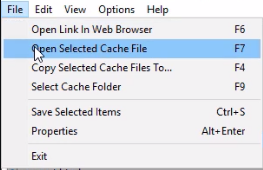 File Edit View Options Help
Open Link In Web Browser F6
Open Selected Cache File F7
Copy Selected Cache Files To... F4
Select Cache Folder F9
Save Selected Items Ctrl+S
Properties Alt+Enter
Exit